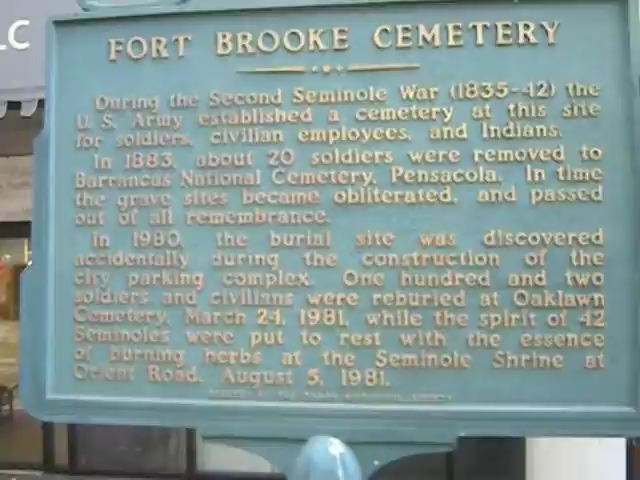 LC
FORT BROOKE CEMETERY
During the Second Seminole War (1835-42) the
U. S. Army established a cemetery at this site
for soldiers, civilian employees, and Indians.
In 1883, about 20 soldiers were removed to
Barrancas National Cemetery, Pensacola. In time
the grave sites became obliterated, and passed
out of all remembrance.
In 1980, the burial site was discovered
accidentally during the construction of the
city parking complex. One hundred and two
soldiers and civilians were reburied at Oaklawn
Cemetery, March 24, 1981, while the spirit of 42
Seminoles were put to rest with the essence
of burning herbs at the Seminole Shrine at
Orient Road, August 5, 1981.